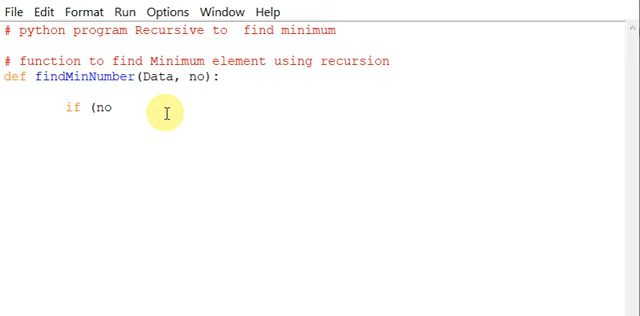 File Edit Format Run Options Window Help
# python program Recursive to  find minimum
# function to find Minimum element using recursion
def findMinNumber(Data, no):
if (no